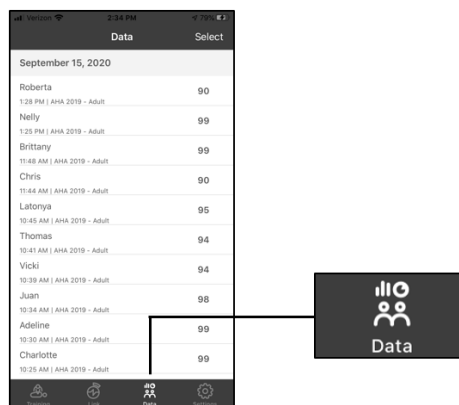 Verizon 2:34 PM 79%
Data Select
September 15, 2020
Roberta 90
1:28 PM | AHA 2019 - Adult
Nelly 99
1:25 PM | AHA 2019 - Adult
Brittany 99
11:48 AM | AHA 2019 - Adult
Chris 90
11:44 AM | AHA 2019 - Adult
Latonya 95
10:45 AM | AHA 2019 - Adult
Thomas 94
10:41 AM | AHA 2019 - Adult
Vicki 94
10:39 AM | AHA 2019 - Adult
Juan 98
10:34 AM | AHA 2019 - Adult
Adeline 99
10:30 AM | AHA 2019 - Adult
Charlotte 99
10:25 AM | AHA 2019 - Adult
Link Data Settings
Data